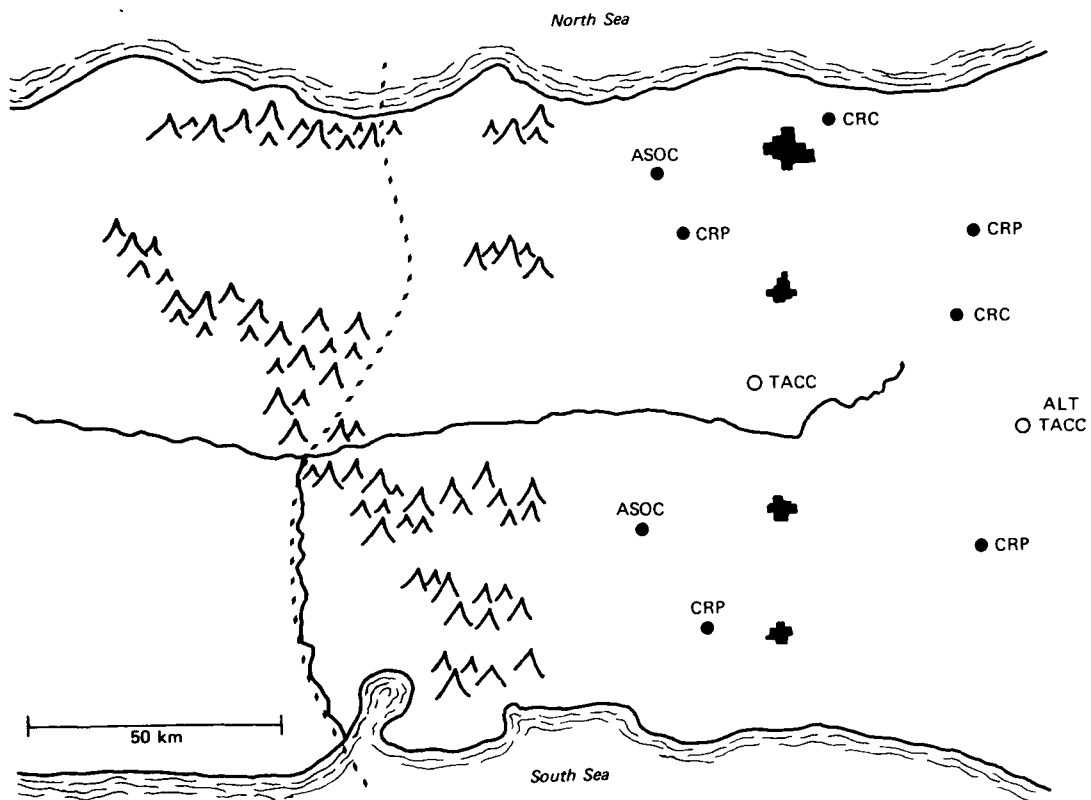 North Sea
CRC
ASOC
CRP
CRP
CRC
TACC
ALT
TACC
ASOC
CRP
CRP
50 km
South Sea